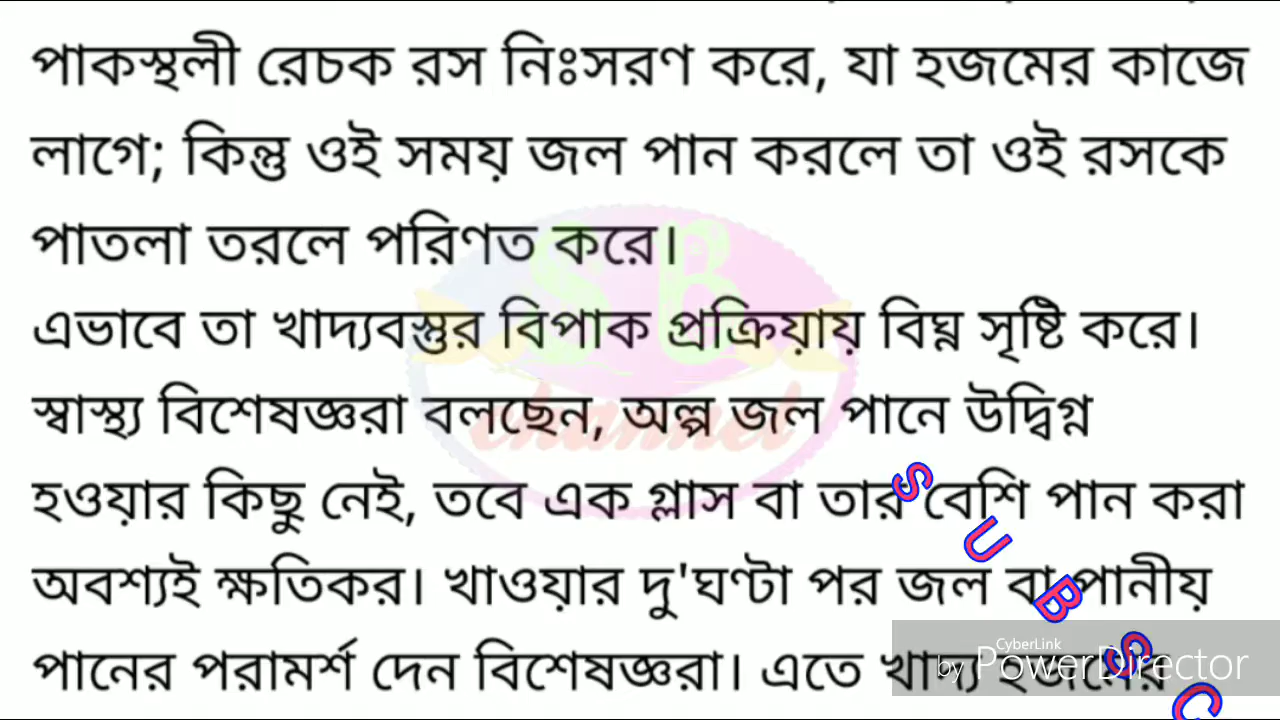 পাকস্থলী রেচক রস নিঃসরণ করে, যা হজমের কাজে
লাগে; কিন্তু ওই সময় জল পান করলে তা ওই রসকে
পাতলা তরলে পরিণত করে।
এভাবে তা খাদ্যবস্তুর বিপাক প্রক্রিয়ায় বিঘ্ন সৃষ্টি করে।
স্বাস্থ্য বিশেষজ্ঞরা বলছেন, অল্প জল পানে উদ্বিগ্ন
হওয়ার কিছু নেই, তবে এক গ্লাস বা তার বেশি পান করা
অবশ্যই ক্ষতিকর। খাওয়ার দু'ঘণ্টা পর জল বা পানীয়
পানের পরামর্শ দেন বিশেষজ্ঞরা। এতে খাদ্য হজমের
S B
channel
S U B S C
CyberLink
by PowerDirector